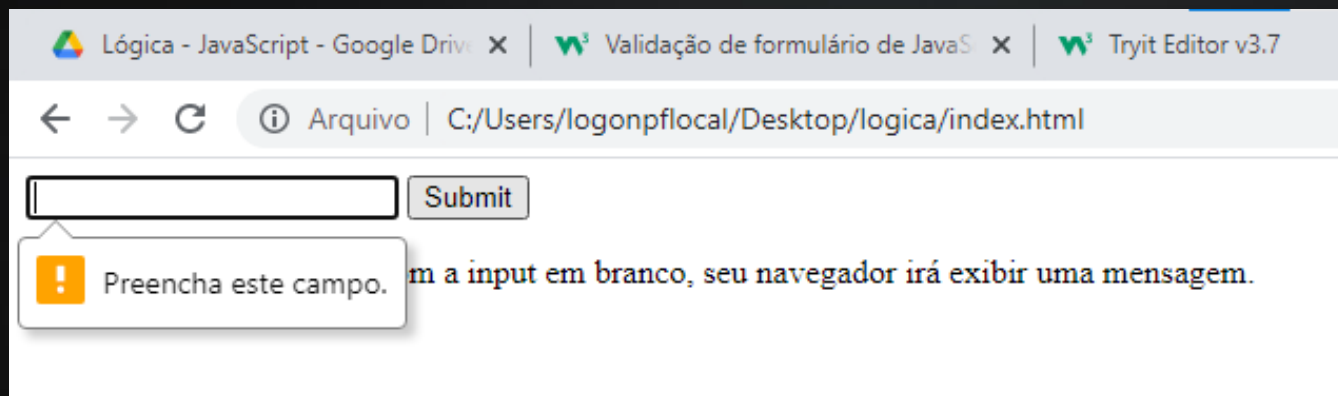 Lógica - JavaScript - Google Drive
Validação de formulário de JavaS
Tryit Editor v3.7
Arquivo | C:/Users/logonpflocal/Desktop/logica/index.html
Submit
Preencha este campo.
m a input em branco, seu navegador irá exibir uma mensagem.